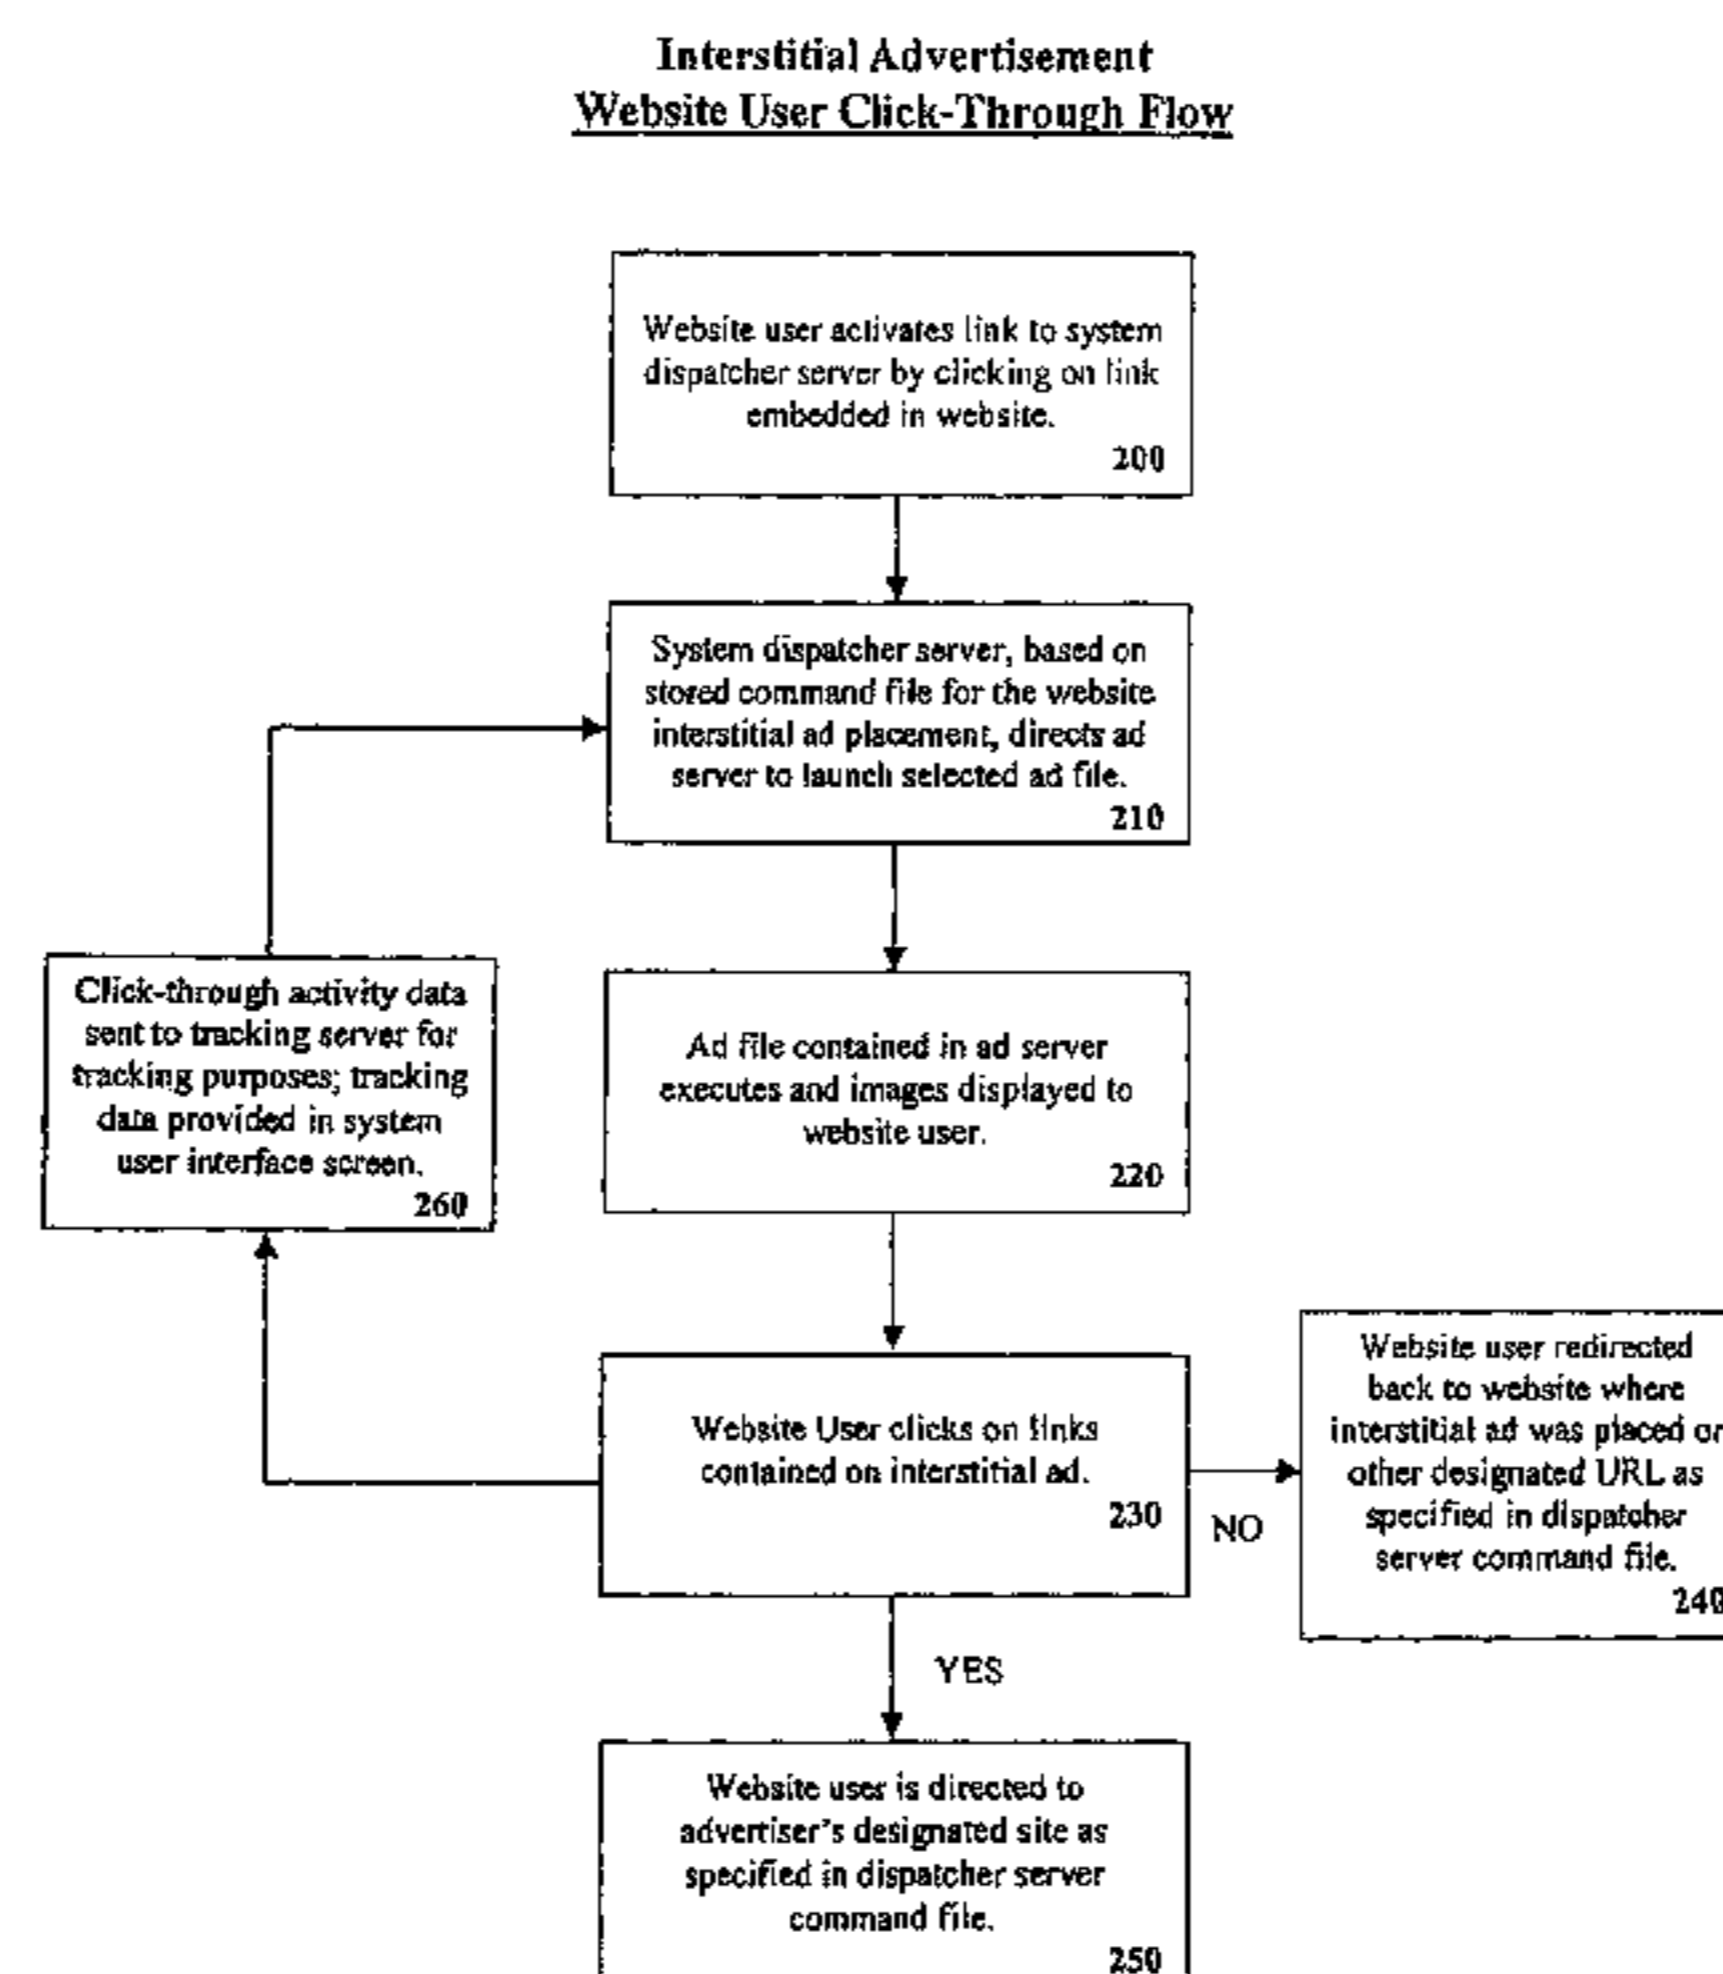 Interstitial Advertisement
Website User Click-Through Flow
Website user activates link to system
dispatcher server by clicking on link
embedded in website.
200
System dispatcher server, based on
stored command file for the website
interstitial ad placement, directs ad
server to launch selected ad file.
210
Click-through activity data
sent to tracking server for
tracking purposes; tracking
data provided in system
user interface screen.
260
Ad file contained in ad server
executes and images displayed to
website user.
220
Website User clicks on links
contained on interstitial ad.
230
NO
Website user redirected
back to website where
interstitial ad was placed or
other designated URL as
specified in dispatcher
server command file.
240
YES
Website user is directed to
advertiser's designated site as
specified in dispatcher server
command file.
250